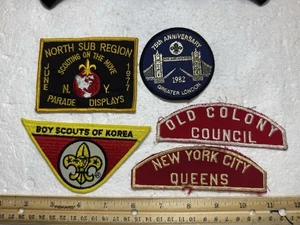 NORTH SUB REGION
SCOUTING ON THE MOVE
JUNE
1977
N. Y.
PARADE DISPLAYS
75th ANNIVERSARY
1982
GREATER LONDON
BOY SCOUTS OF KOREA
OLD COLONY
COUNCIL
NEW YORK CITY
QUEENS